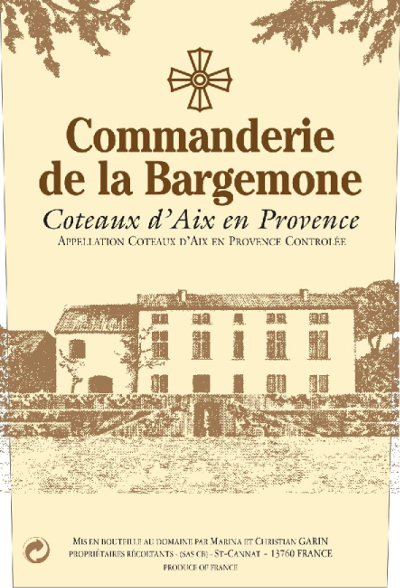 Commanderie
de la Bargemone
Coteaux d'Aix en Provence
APPELLATION COTEAUX D'AIX EN PROVENCE CONTROLÉE
MIS EN BOUTEILLE AU DOMAINE PAR MARINA ET CHRISTIAN GARIN
PROPRIÉTAIRES RÉCOLTANTS - (SAS CB) - ST-CANNAT - 13760 FRANCE
PRODUCE OF FRANCE